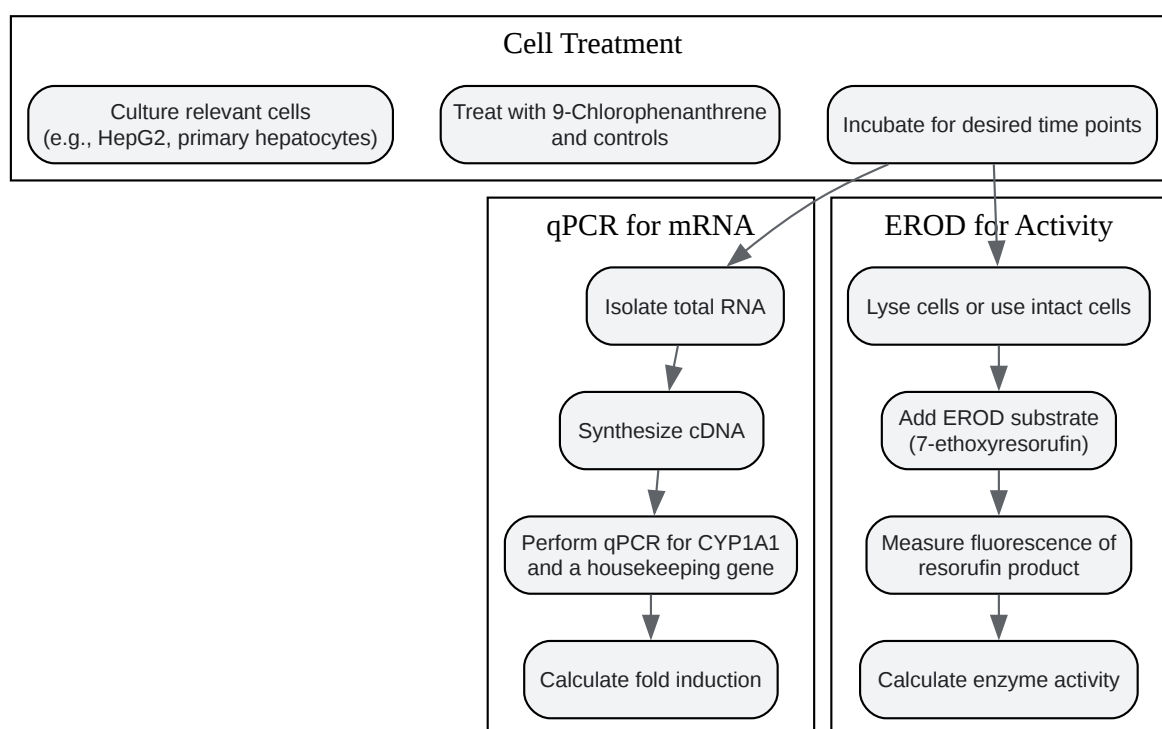 Cell Treatment
Culture relevant cells
(e.g., HepG2, primary hepatocytes)
Treat with 9-Chlorophenanthrene
and controls
Incubate for desired time points
qPCR for mRNA
Isolate total RNA
Synthesize cDNA
Perform qPCR for CYP1A1
and a housekeeping gene
Calculate fold induction
EROD for Activity
Lyse cells or use intact cells
Add EROD substrate
(7-ethoxyresorufin)
Measure fluorescence of
resorufin product
Calculate enzyme activity